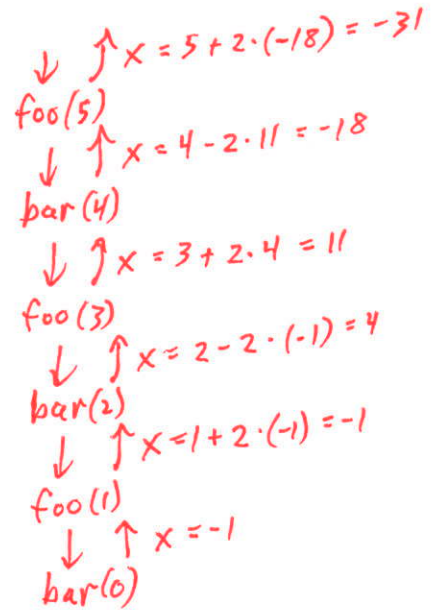 ↓ ↑ x = 5 + 2·(-18) = -31
foo(5)
↓ ↑ x = 4 - 2·11 = -18
bar(4)
↓ ↑ x = 3 + 2·4 = 11
foo(3)
↓ ↑ x = 2 - 2·(-1) = 4
bar(2)
↓ ↑ x = 1 + 2·(-1) = -1
foo(1)
↓ ↑ x = -1
bar(0)